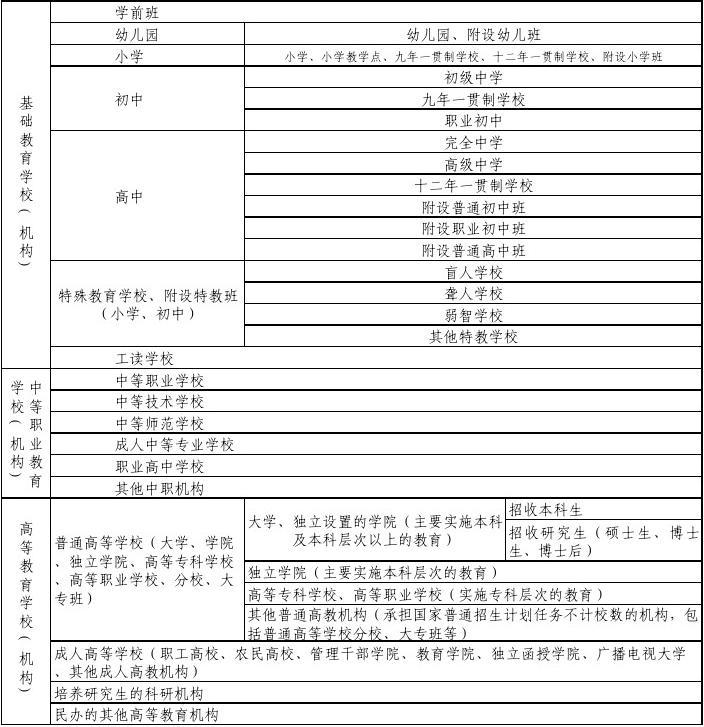 基础教育学校（机构）
学前班
幼儿园
幼儿园、附设幼儿班
小学
小学、小学教学点、九年一贯制学校、十二年一贯制学校、附设小学班
初中
初级中学
九年一贯制学校
职业初中
高中
完全中学
高级中学
十二年一贯制学校
附设普通初中班
附设职业初中班
附设普通高中班
特殊教育学校、附设特教班
（小学、初中）
盲人学校
聋人学校
弱智学校
其他特教学校
工读学校
中等职业教育
学校（机构）
中等职业学校
中等技术学校
中等师范学校
成人中等专业学校
职业高中学校
其他中职机构
高等教育学校（机构）
普通高等学校（大学、学院
、独立学院、高等专科学校
、高等职业学校、分校、大
专班）
大学、独立设置的学院（主要实施本科
及本科层次以上的教育）
招收本科生
招收研究生（硕士生、博士
生、博士后）
独立学院（主要实施本科层次的教育）
高等专科学校、高等职业学校（实施专科层次的教育）
其他普通高教机构（承担国家普通招生计划任务不计校数的机构，包
括普通高等学校分校、大专班等）
成人高等学校（职工高校、农民高校、管理干部学院、教育学院、独立函授学院、广播电视大学
、其他成人高教机构）
培养研究生的科研机构
民办的其他高等教育机构